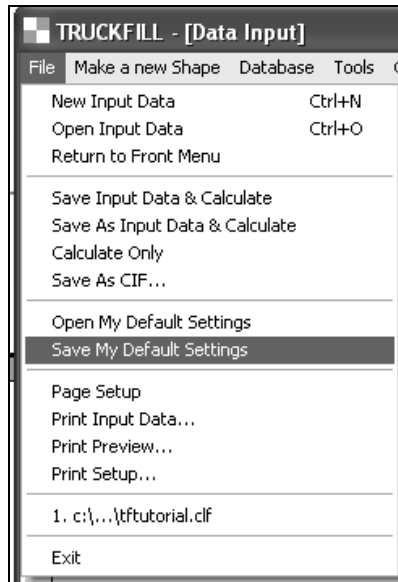 TRUCKFILL - [Data Input]
File Make a new Shape Database Tools
New Input Data Ctrl+N
Open Input Data Ctrl+O
Return to Front Menu
Save Input Data & Calculate
Save As Input Data & Calculate
Calculate Only
Save As CIF...
Open My Default Settings
Save My Default Settings
Page Setup
Print Input Data...
Print Preview...
Print Setup...
1. c:\...\tftutorial.clf
Exit